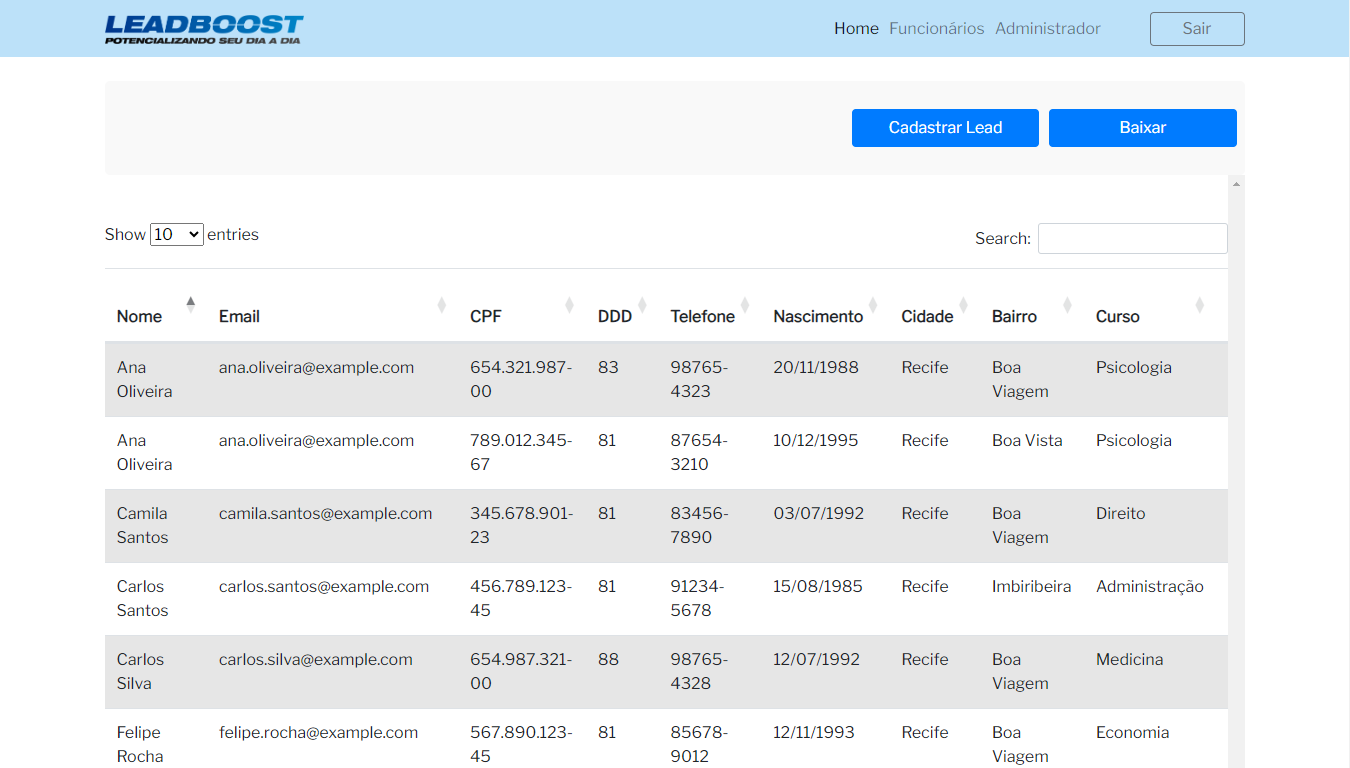 LEADBOOST
POTENCIALIZANDO SEU DIA A DIA
Home Funcionários Administrador Sair
Cadastrar Lead Baixar
Show 10 entries Search:
Nome Email CPF DDD Telefone Nascimento Cidade Bairro Curso
Ana ana.oliveira@example.com 654.321.987- 83 98765- 20/11/1988 Recife Boa Psicologia
Oliveira 00 4323 Viagem
Ana ana.oliveira@example.com 789.012.345- 81 87654- 10/12/1995 Recife Boa Vista Psicologia
Oliveira 67 3210
Camila camila.santos@example.com 345.678.901- 81 83456- 03/07/1992 Recife Boa Direito
Santos 23 7890 Viagem
Carlos carlos.santos@example.com 456.789.123- 81 91234- 15/08/1985 Recife Imbiribeira Administração
Santos 45 5678
Carlos carlos.silva@example.com 654.987.321- 88 98765- 12/07/1992 Recife Boa Medicina
Silva 00 4328 Viagem
Felipe felipe.rocha@example.com 567.890.123- 81 85678- 12/11/1993 Recife Boa Economia
Rocha 45 9012 Viagem